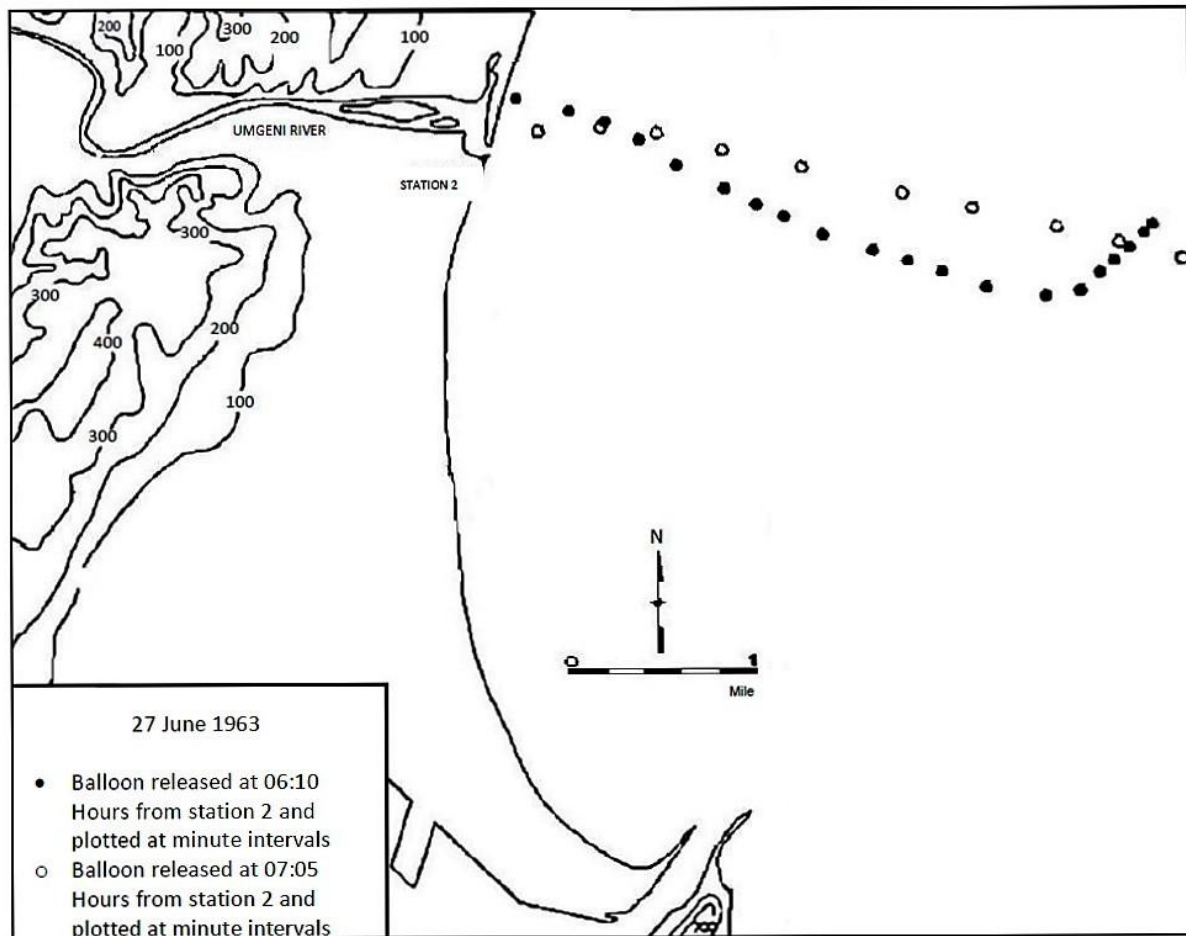 200
300
200
100
100
UMGENI RIVER
STATION 2
300
300
200
400
100
300
N
0
1
Mile
27 June 1963
● Balloon released at 06:10
Hours from station 2 and
plotted at minute intervals
○ Balloon released at 07:05
Hours from station 2 and
plotted at minute intervals